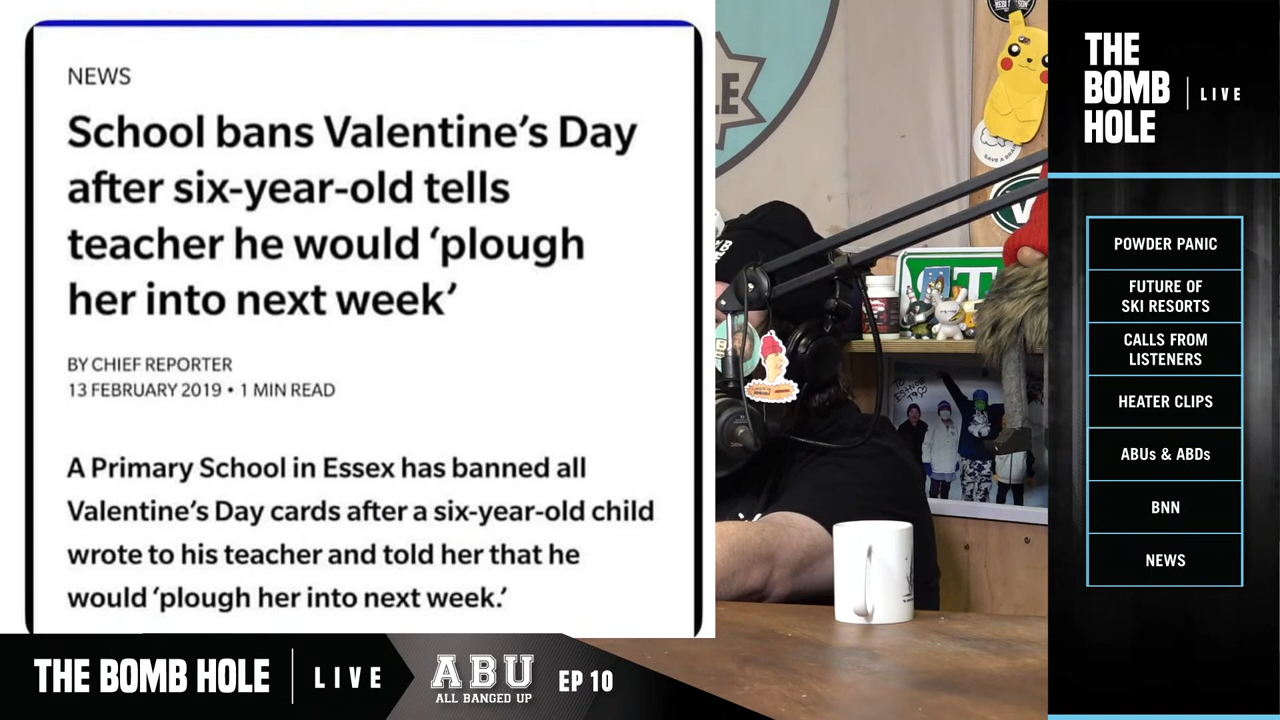 NEWS
School bans Valentine’s Day
after six-year-old tells
teacher he would ‘plough
her into next week’
BY CHIEF REPORTER
13 FEBRUARY 2019 • 1 MIN READ
A Primary School in Essex has banned all
Valentine’s Day cards after a six-year-old child
wrote to his teacher and told her that he
would ‘plough her into next week.’
THE BOMB HOLE
LIVE
ABU
ALL BANGED UP
EP 10
THE
BOMB
HOLE
LIVE
POWDER PANIC
FUTURE OF
SKI RESORTS
CALLS FROM
LISTENERS
HEATER CLIPS
ABUs & ABDs
BNN
NEWS